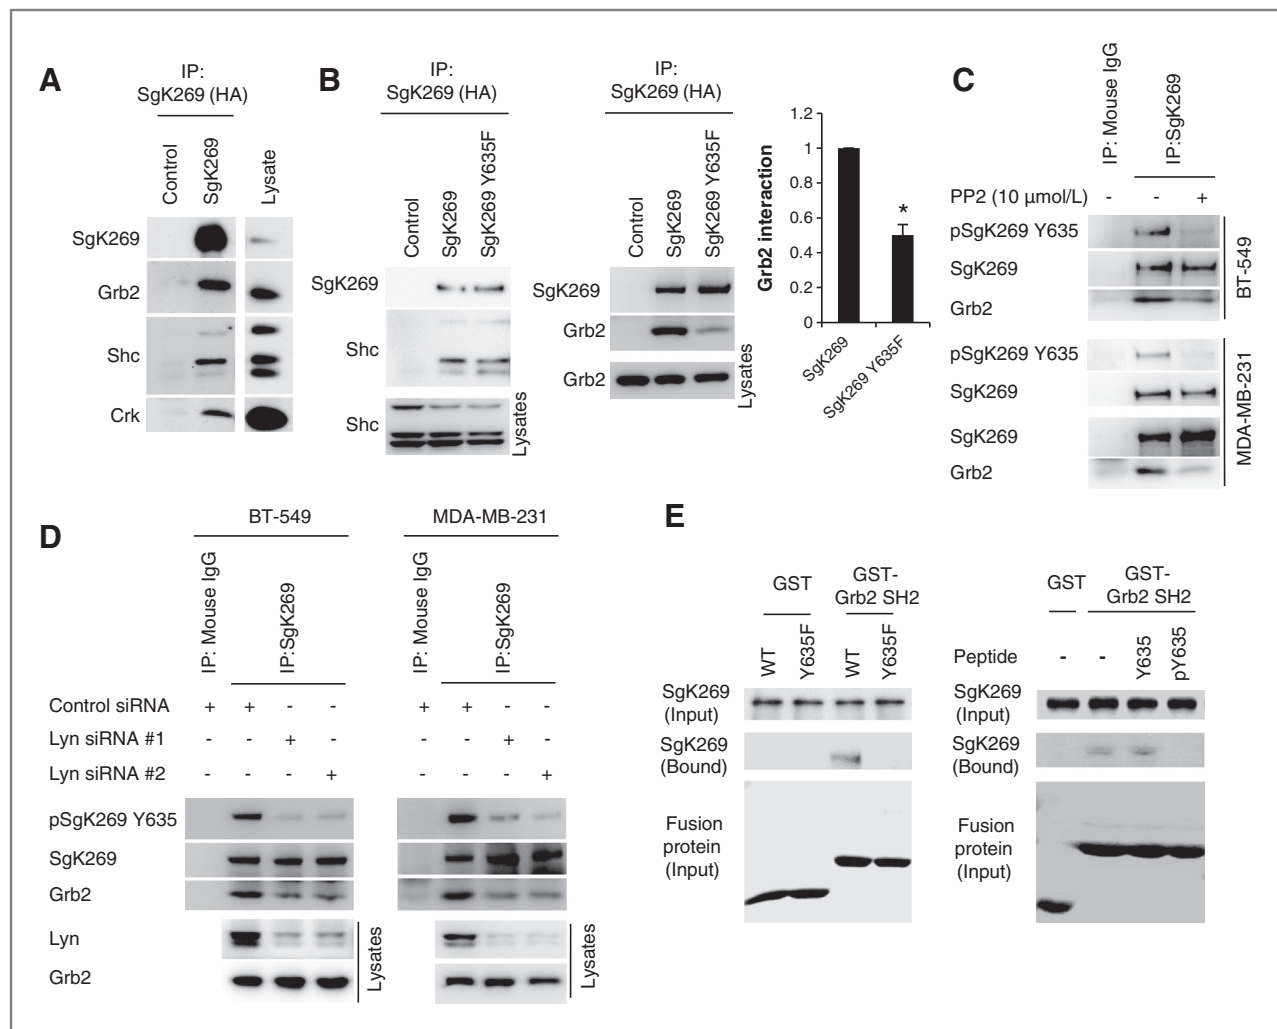 A
IP:
SgK269 (HA)
Control
SgK269
Lysate
SgK269
Grb2
Shc
Crk
B
IP:
SgK269 (HA)
Control
SgK269
SgK269 Y635F
SgK269
Shc
Shc
Lysates
IP:
SgK269 (HA)
Control
SgK269
SgK269 Y635F
SgK269
Grb2
Grb2
Lysates
Grb2 interaction
1.2
1
0.8
0.6
0.4
0.2
0
*
SgK269
SgK269 Y635F
C
IP: Mouse IgG
IP:SgK269
PP2 (10 µmol/L) - - +
pSgK269 Y635
SgK269
Grb2
BT-549
pSgK269 Y635
SgK269
SgK269
Grb2
MDA-MB-231
D
BT-549
MDA-MB-231
IP: Mouse IgG
IP:SgK269
IP: Mouse IgG
IP:SgK269
Control siRNA + + - - + + - -
Lyn siRNA #1 - - + - - - + -
Lyn siRNA #2 - - - + - - - +
pSgK269 Y635
SgK269
Grb2
Lyn
Grb2
Lysates
Lysates
E
GST
GST-
Grb2 SH2
WT
Y635F
WT
Y635F
SgK269
(Input)
SgK269
(Bound)
Fusion
protein
(Input)
GST
GST-
Grb2 SH2
Peptide - - Y635 pY635
SgK269
(Input)
SgK269
(Bound)
Fusion
protein
(Input)